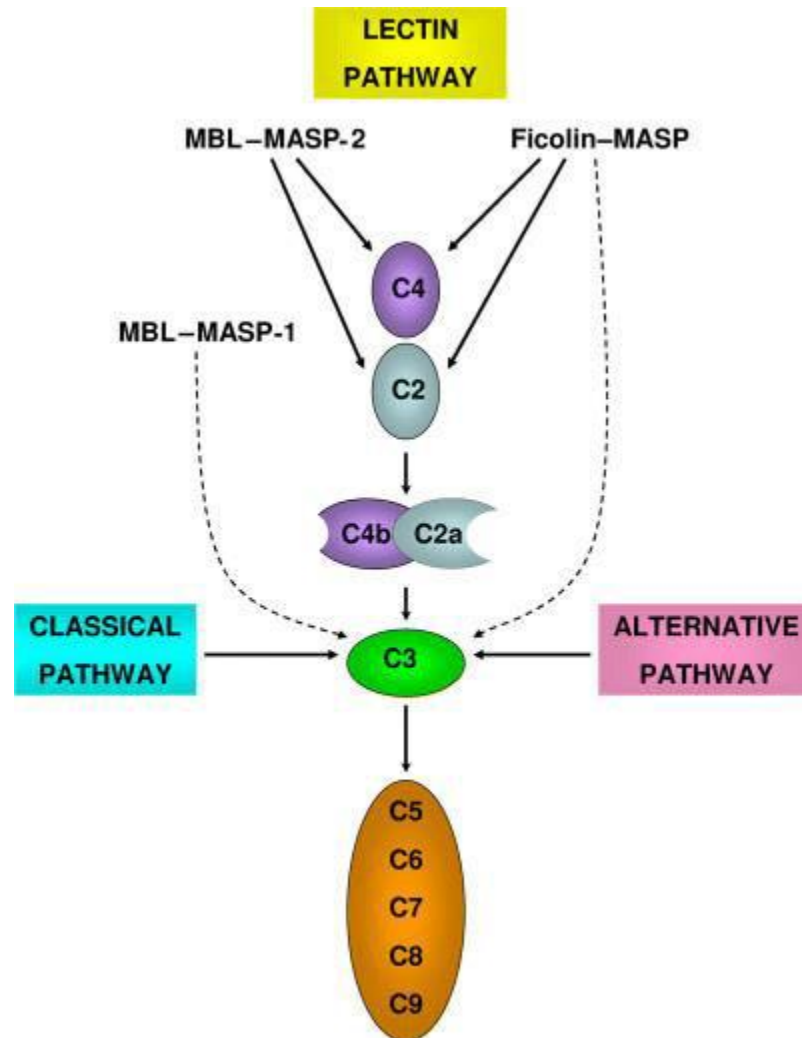 LECTIN
PATHWAY
MBL–MASP-2
Ficolin–MASP
C4
MBL–MASP-1
C2
C4b
C2a
CLASSICAL
PATHWAY
C3
ALTERNATIVE
PATHWAY
C5
C6
C7
C8
C9